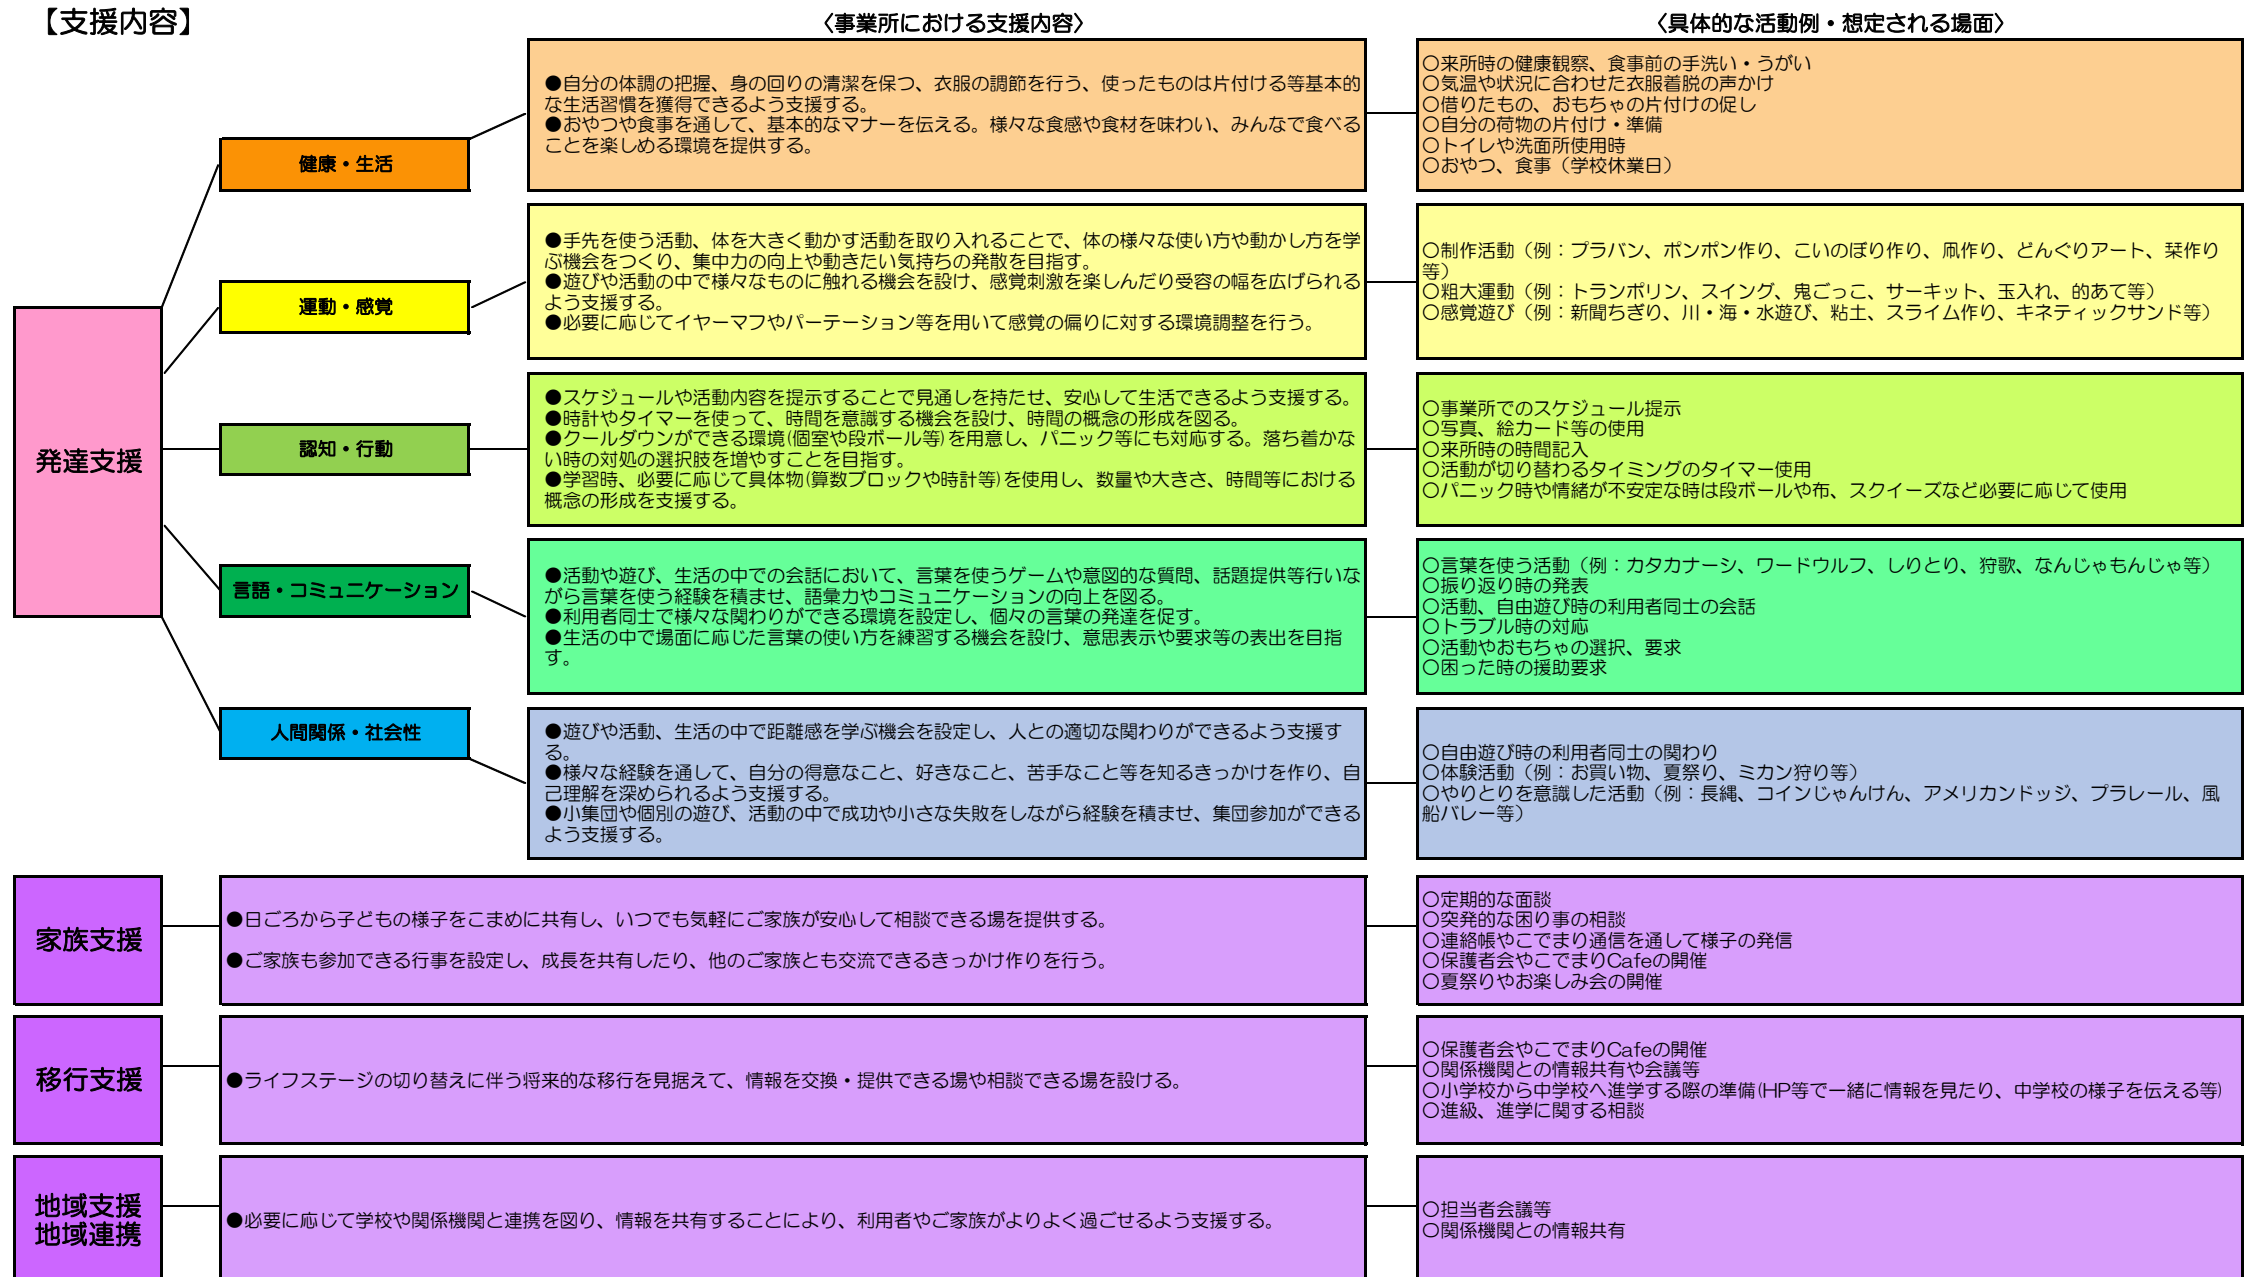 【支援内容】
〈事業所における支援内容〉
〈具体的な活動例・想定される場面〉
発達支援
健康・生活
●自分の体調の把握、身の回りの清潔を保つ、衣服の調節を行う、使ったものは片付ける等基本的
な生活習慣を獲得できるよう支援する。
●おやつや食事を通して、基本的なマナーを伝える。様々な食感や食材を味わい、みんなで食べる
ことを楽しめる環境を提供する。
○来所時の健康観察、食事前の手洗い・うがい
○気温や状況に合わせた衣服着脱の声かけ
○借りたもの、おもちゃの片付けの促し
○自分の荷物の片付け・準備
○トイレや洗面所使用時
○おやつ、食事（学校休業日）
運動・感覚
●手先を使う活動、体を大きく動かす活動を取り入れることで、体の様々な使い方や動かし方を学
ぶ機会をつくり、集中力の向上や動きたい気持ちの発散を目指す。
●遊びや活動の中で様々なものに触れる機会を設け、感覚刺激を楽しんだり受容の幅を広げられる
よう支援する。
●必要に応じてイヤーマフやパーテーション等を用いて感覚の偏りに対する環境調整を行う。
○制作活動（例：プラバン、ポンポン作り、こいのぼり作り、凧作り、どんぐりアート、栞作り
等）
○粗大運動（例：トランポリン、スイング、鬼ごっこ、サーキット、玉入れ、的あて等）
○感覚遊び（例：新聞ちぎり、川・海・水遊び、粘土、スライム作り、キネティックサンド等）
認知・行動
●スケジュールや活動内容を提示することで見通しを持たせ、安心して生活できるよう支援する。
●時計やタイマーを使って、時間を意識する機会を設け、時間の概念の形成を図る。
●クールダウンができる環境(個室や段ボール等)を用意し、パニック等にも対応する。落ち着かな
い時の対処の選択肢を増やすことを目指す。
●学習時、必要に応じて具体物(算数ブロックや時計等)を使用し、数量や大きさ、時間等における
概念の形成を支援する。
○事業所でのスケジュール提示
○写真、絵カード等の使用
○来所時の時間記入
○活動が切り替わるタイミングのタイマー使用
○パニック時や情緒が不安定な時は段ボールや布、スクイーズなど必要に応じて使用
言語・コミュニケーション
●活動や遊び、生活の中での会話において、言葉を使うゲームや意図的な質問、話題提供等行いな
がら言葉を使う経験を積ませ、語彙力やコミュニケーションの向上を図る。
●利用者同士で様々な関わりができる環境を設定し、個々の言葉の発達を促す。
●生活の中で場面に応じた言葉の使い方を練習する機会を設け、意思表示や要求等の表出を目指
す。
○言葉を使う活動（例：カタカナーシ、ワードウルフ、しりとり、狩歌、なんじゃもんじゃ等）
○振り返り時の発表
○活動、自由遊び時の利用者同士の会話
○トラブル時の対応
○活動やおもちゃの選択、要求
○困った時の援助要求
人間関係・社会性
●遊びや活動、生活の中で距離感を学ぶ機会を設定し、人との適切な関わりができるよう支援す
る。
●様々な経験を通して、自分の得意なこと、好きなこと、苦手なこと等を知るきっかけを作り、自
己理解を深められるよう支援する。
●小集団や個別の遊び、活動の中で成功や小さな失敗をしながら経験を積ませ、集団参加ができる
よう支援する。
○自由遊び時の利用者同士の関わり
○体験活動（例：お買い物、夏祭り、ミカン狩り等）
○やりとりを意識した活動（例：長縄、コインじゃんけん、アメリカンドッジ、プラレール、風
船バレー等）
家族支援
●日ごろから子どもの様子をこまめに共有し、いつでも気軽にご家族が安心して相談できる場を提供する。
●ご家族も参加できる行事を設定し、成長を共有したり、他のご家族とも交流できるきっかけ作りを行う。
○定期的な面談
○突発的な困り事の相談
○連絡帳やこでまり通信を通して様子の発信
○保護者会やこでまりCafeの開催
○夏祭りやお楽しみ会の開催
移行支援
●ライフステージの切り替えに伴う将来的な移行を見据えて、情報を交換・提供できる場や相談できる場を設ける。
○保護者会やこでまりCafeの開催
○関係機関との情報共有や会議等
○小学校から中学校へ進学する際の準備(HP等で一緒に情報を見たり、中学校の様子を伝える等)
○進級、進学に関する相談
地域支援
地域連携
●必要に応じて学校や関係機関と連携を図り、情報を共有することにより、利用者やご家族がよりよく過ごせるよう支援する。
○担当者会議等
○関係機関との情報共有